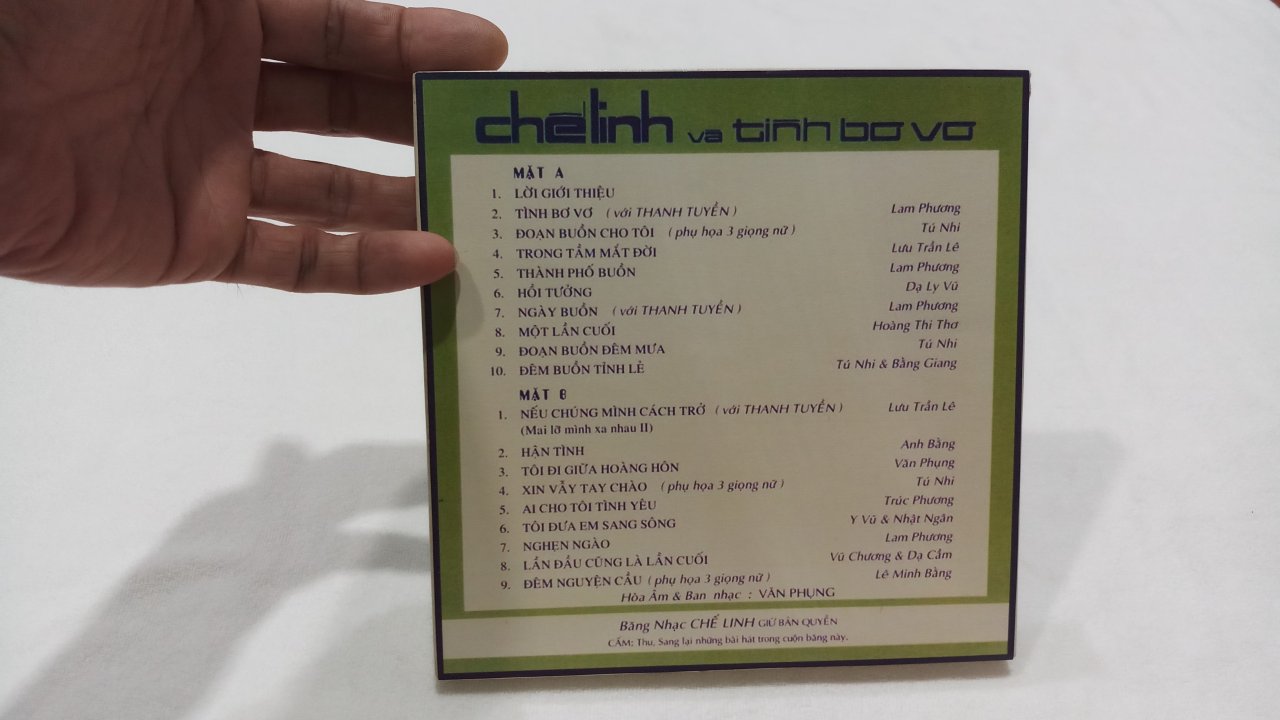 chế linh và tình bơ vơ
MẶT A
1. LỜI GIỚI THIỆU
2. TÌNH BƠ VƠ ( với THANH TUYỀN ) Lam Phương
3. ĐOẠN BUỒN CHO TÔI ( phụ họa 3 giọng nữ ) Tú Nhi
4. TRONG TẦM MẮT ĐỜI Lưu Trần Lê
5. THÀNH PHỐ BUỒN Lam Phương
6. HỒI TƯỞNG Dạ Ly Vũ
7. NGÀY BUỒN ( với THANH TUYỀN ) Lam Phương
8. MỘT LẦN CUỐI Hoàng Thi Thơ
9. ĐOẠN BUỒN ĐÊM MƯA Tú Nhi
10. ĐÊM BUỒN TỈNH LẺ Tú Nhi & Bằng Giang
MẶT B
1. NẾU CHÚNG MÌNH CÁCH TRỞ ( với THANH TUYỀN ) Lưu Trần Lê
(Mai lỡ mình xa nhau II)
2. HẬN TÌNH Anh Bằng
3. TÔI ĐI GIỮA HOÀNG HÔN Văn Phụng
4. XIN VẪY TAY CHÀO ( phụ họa 3 giọng nữ ) Tú Nhi
5. AI CHO TÔI TÌNH YÊU Trúc Phương
6. TÔI ĐƯA EM SANG SÔNG Y Vũ & Nhật Ngân
7. NGHẸN NGÀO Lam Phương
8. LẦN ĐẦU CŨNG LÀ LẦN CUỐI Vũ Chương & Dạ Cầm
9. ĐÊM NGUYỆN CẦU ( phụ họa 3 giọng nữ ) Lê Minh Bằng
Hòa Âm & Ban nhạc : VĂN PHỤNG
Băng Nhạc CHẾ LINH GIỮ BẢN QUYỀN
CẤM: Thu, Sang lại những bài hát trong cuộn băng này.